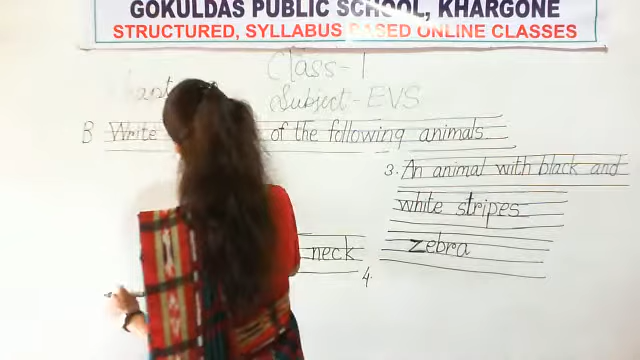 GOKULDAS PUBLIC SCHOOL, KHARGONE
STRUCTURED, SYLLABUS BASED ONLINE CLASSES
Class-1
Subject-EVS
B Write of the following animals
3. An animal with black and
white stripes
zebra
neck
4.